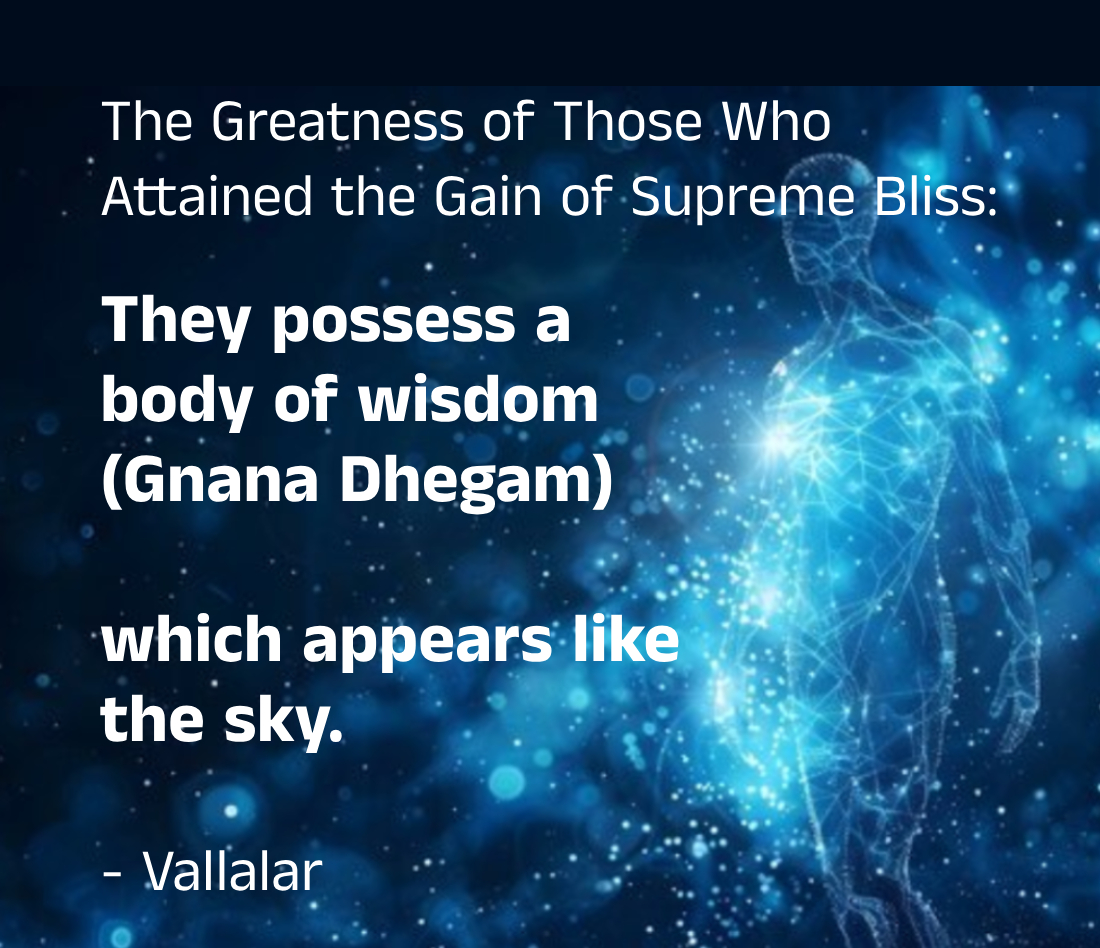 The Greatness of Those Who
Attained the Gain of Supreme Bliss:
They possess a
body of wisdom
(Gnana Dhegam)
which appears like
the sky.
- Vallalar